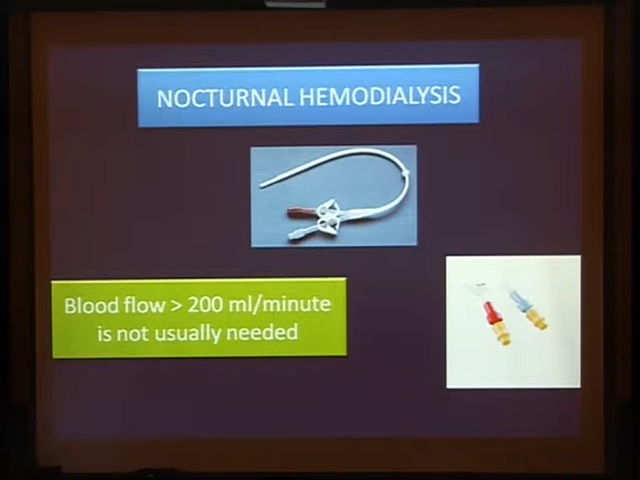 NOCTURNAL HEMODIALYSIS
Blood flow > 200 ml/minute
is not usually needed